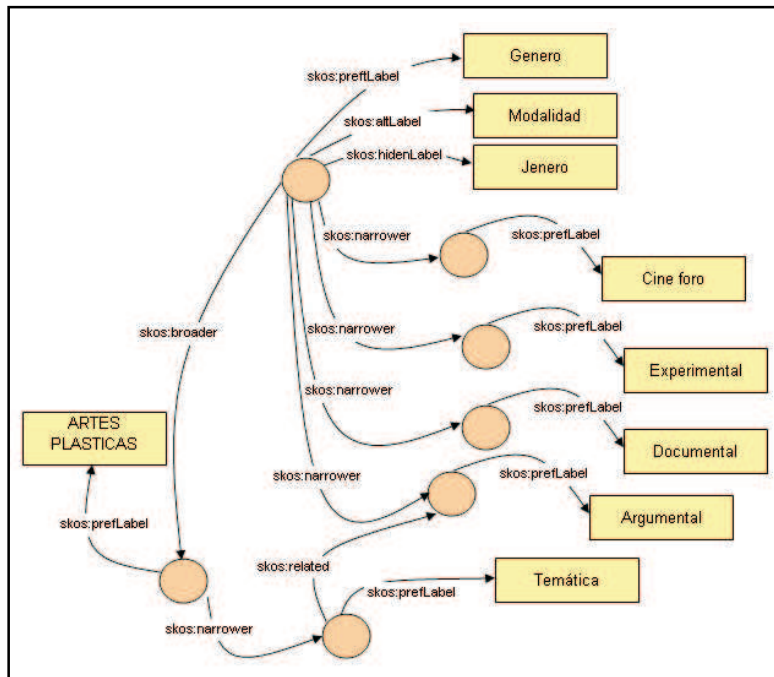 Genero
skos:preftLabel
skos:altLabel
Modalidad
skos:hidenLabel
Jenero
skos:narrower
skos:prefLabel
Cine foro
skos:broader
skos:narrower
skos:prefLabel
Experimental
skos:narrower
skos:prefLabel
ARTES
PLASTICAS
Documental
skos:narrower
skos:prefLabel
Argumental
skos:prefLabel
skos:related
Temática
skos:prefLabel
skos:narrower